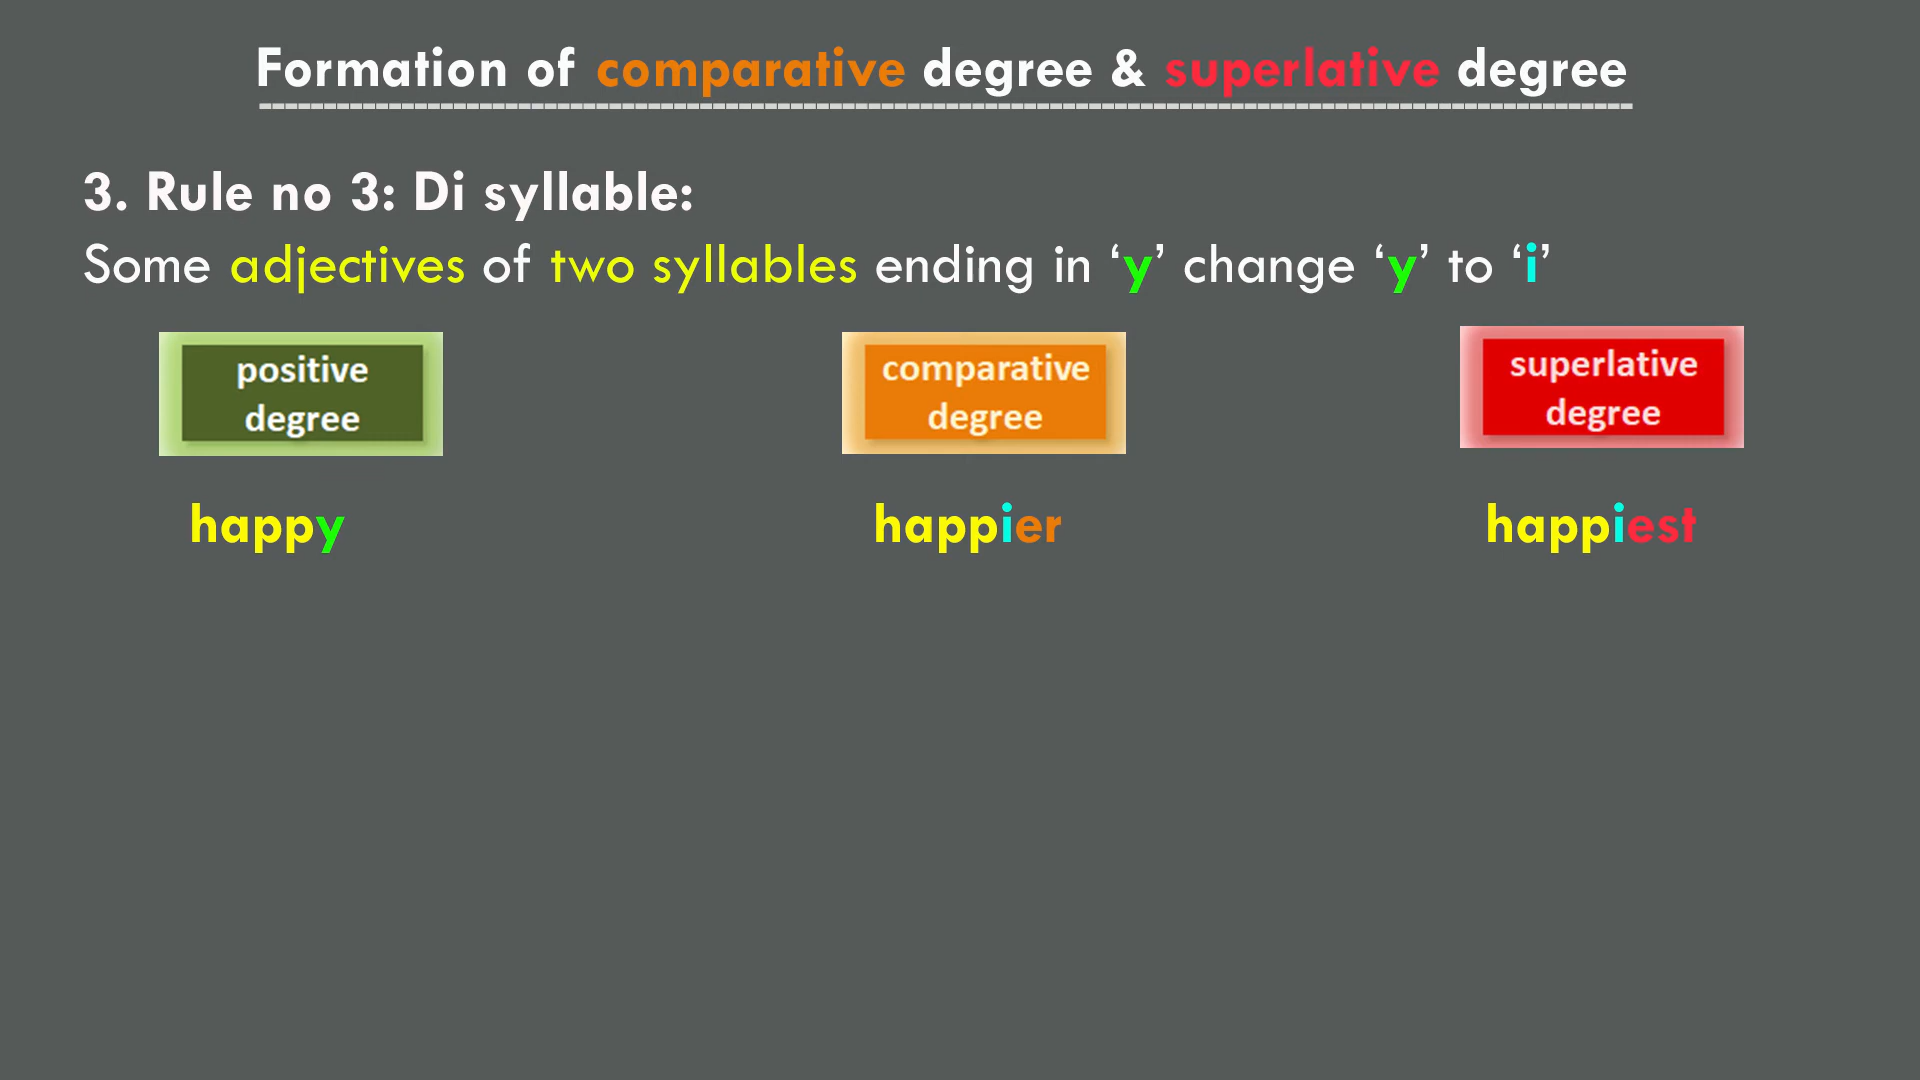 Formation of comparative degree & superlative degree
3. Rule no 3: Di syllable:
Some adjectives of two syllables ending in ‘y’ change ‘y’ to ‘i’
positive
degree
comparative
degree
superlative
degree
happy
happier
happiest